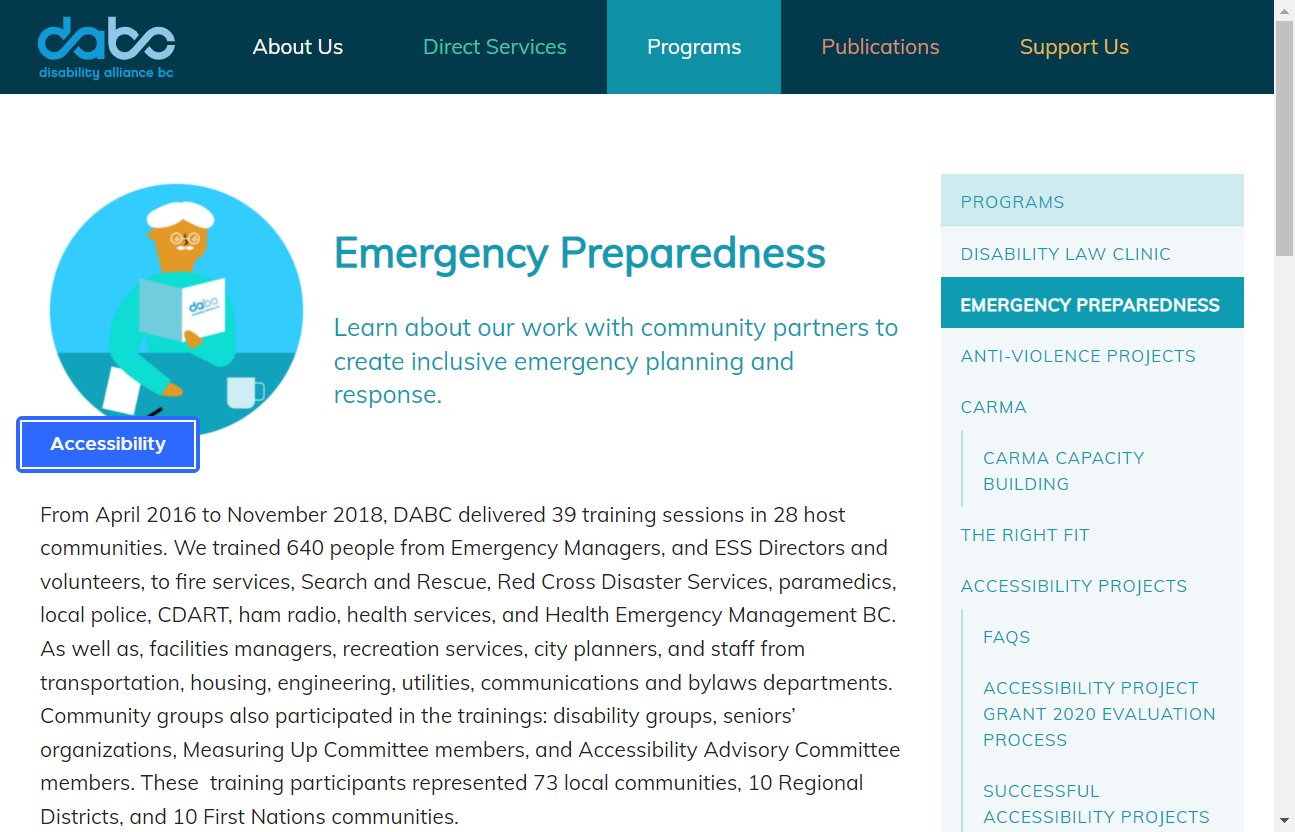 dabc
disability alliance bc
About Us
Direct Services
Programs
Publications
Support Us
dabc
Emergency Preparedness
Learn about our work with community partners to
create inclusive emergency planning and
response.
Accessibility
From April 2016 to November 2018, DABC delivered 39 training sessions in 28 host
communities. We trained 640 people from Emergency Managers, and ESS Directors and
volunteers, to fire services, Search and Rescue, Red Cross Disaster Services, paramedics,
local police, CDART, ham radio, health services, and Health Emergency Management BC.
As well as, facilities managers, recreation services, city planners, and staff from
transportation, housing, engineering, utilities, communications and bylaws departments.
Community groups also participated in the trainings: disability groups, seniors’
organizations, Measuring Up Committee members, and Accessibility Advisory Committee
members. These  training participants represented 73 local communities, 10 Regional
Districts, and 10 First Nations communities.
PROGRAMS
DISABILITY LAW CLINIC
EMERGENCY PREPAREDNESS
ANTI-VIOLENCE PROJECTS
CARMA
CARMA CAPACITY
BUILDING
THE RIGHT FIT
ACCESSIBILITY PROJECTS
FAQS
ACCESSIBILITY PROJECT
GRANT 2020 EVALUATION
PROCESS
SUCCESSFUL
ACCESSIBILITY PROJECTS